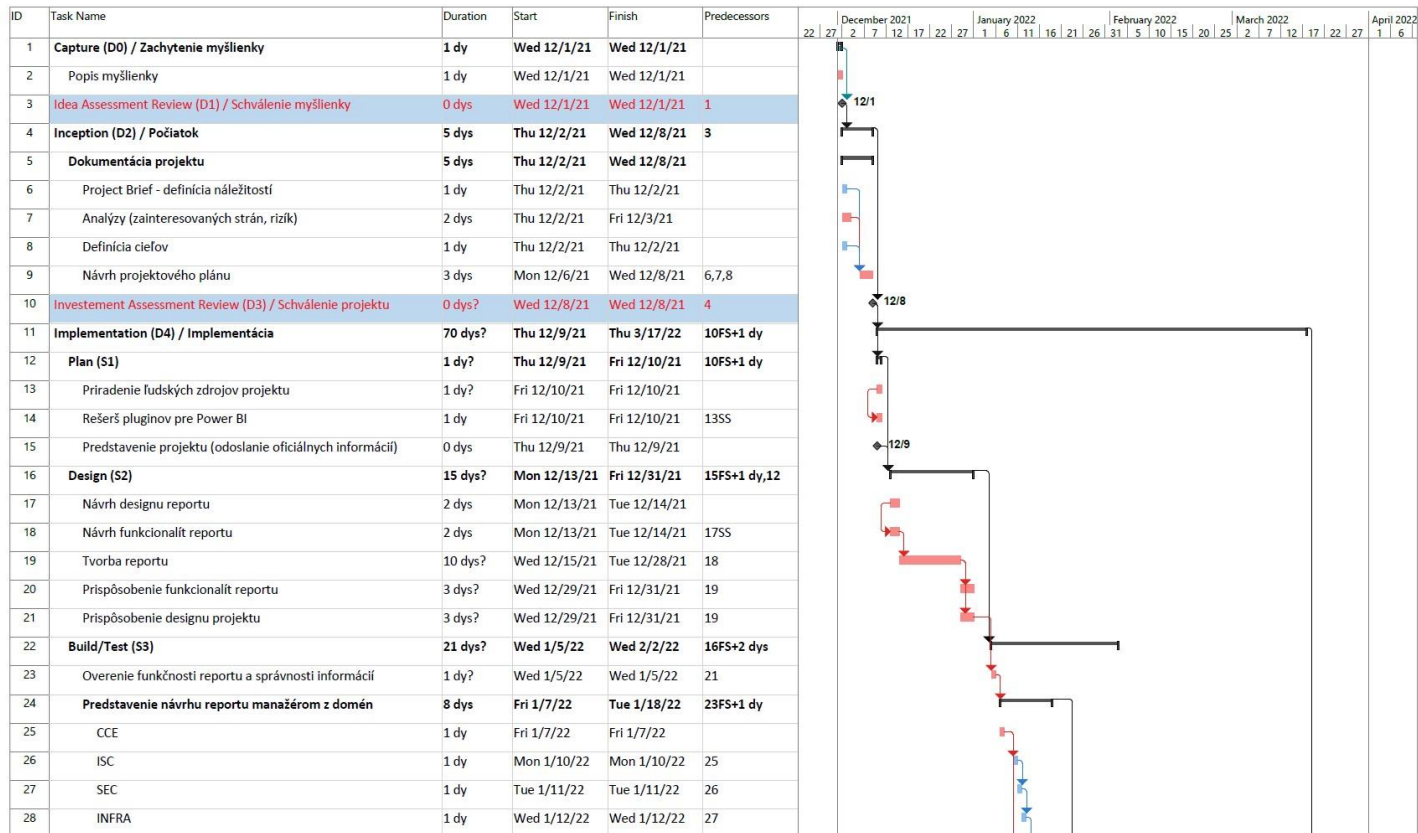 ID Task Name Duration Start Finish Predecessors
December 2021 January 2022 February 2022 March 2022 April 2022
22 27 2 7 12 17 22 27 1 6 11 16 21 26 31 5 10 15 20 25 2 7 12 17 22 27 1 6
1 Capture (D0) / Zachytenie myšlienky 1 dy Wed 12/1/21 Wed 12/1/21
2 Popis myšlienky 1 dy Wed 12/1/21 Wed 12/1/21
3 Idea Assessment Review (D1) / Schválenie myšlienky 0 dys Wed 12/1/21 Wed 12/1/21 1 12/1
4 Inception (D2) / Počiatok 5 dys Thu 12/2/21 Wed 12/8/21 3
5 Dokumentácia projektu 5 dys Thu 12/2/21 Wed 12/8/21
6 Project Brief - definícia náležitostí 1 dy Thu 12/2/21 Thu 12/2/21
7 Analýzy (zainteresovaných strán, rizík) 2 dys Thu 12/2/21 Fri 12/3/21
8 Definícia cieľov 1 dy Thu 12/2/21 Thu 12/2/21
9 Návrh projektového plánu 3 dys Mon 12/6/21 Wed 12/8/21 6,7,8
10 Investement Assessment Review (D3) / Schválenie projektu 0 dys? Wed 12/8/21 Wed 12/8/21 4 12/8
11 Implementation (D4) / Implementácia 70 dys? Thu 12/9/21 Thu 3/17/22 10FS+1 dy
12 Plan (S1) 1 dy? Thu 12/9/21 Fri 12/10/21 10FS+1 dy
13 Priradenie ľudských zdrojov projektu 1 dy? Fri 12/10/21 Fri 12/10/21
14 Rešerš pluginov pre Power BI 1 dy Fri 12/10/21 Fri 12/10/21 13SS
15 Predstavenie projektu (odoslanie oficiálnych informácií) 0 dys Thu 12/9/21 Thu 12/9/21 12/9
16 Design (S2) 15 dys? Mon 12/13/21 Fri 12/31/21 15FS+1 dy,12
17 Návrh designu reportu 2 dys Mon 12/13/21 Tue 12/14/21
18 Návrh funkcionalít reportu 2 dys Mon 12/13/21 Tue 12/14/21 17SS
19 Tvorba reportu 10 dys? Wed 12/15/21 Tue 12/28/21 18
20 Prispôsobenie funkcionalít reportu 3 dys? Wed 12/29/21 Fri 12/31/21 19
21 Prispôsobenie designu projektu 3 dys? Wed 12/29/21 Fri 12/31/21 19
22 Build/Test (S3) 21 dys? Wed 1/5/22 Wed 2/2/22 16FS+2 dys
23 Overenie funkčnosti reportu a správnosti informácií 1 dy? Wed 1/5/22 Wed 1/5/22 21
24 Predstavenie návrhu reportu manažérom z domén 8 dys Fri 1/7/22 Tue 1/18/22 23FS+1 dy
25 CCE 1 dy Fri 1/7/22 Fri 1/7/22
26 ISC 1 dy Mon 1/10/22 Mon 1/10/22 25
27 SEC 1 dy Tue 1/11/22 Tue 1/11/22 26
28 INFRA 1 dy Wed 1/12/22 Wed 1/12/22 27